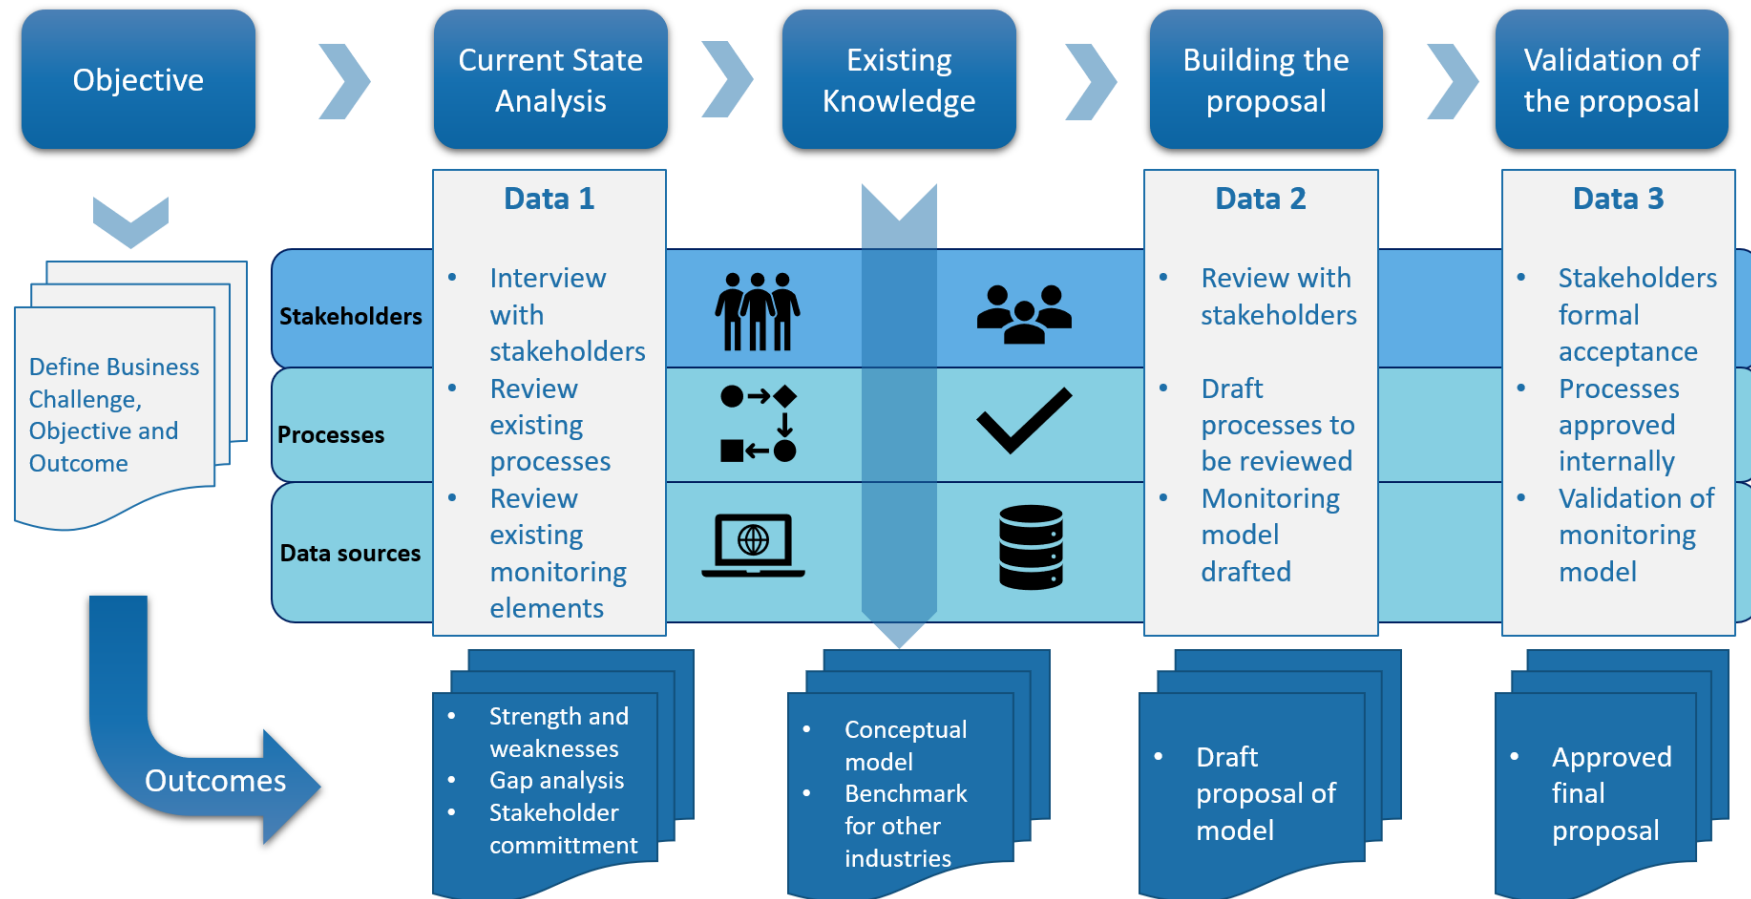 Objective
Current State
Analysis
Existing
Knowledge
Building the
proposal
Validation of
the proposal
Define Business
Challenge,
Objective and
Outcome
Stakeholders
Processes
Data sources
Data 1
• Interview
with
stakeholders
• Review
existing
processes
• Review
existing
monitoring
elements
Data 2
• Review with
stakeholders
• Draft
processes to
be reviewed
• Monitoring
model
drafted
Data 3
• Stakeholders
formal
acceptance
• Processes
approved
internally
• Validation of
monitoring
model
Outcomes
• Strength and
weaknesses
• Gap analysis
• Stakeholder
committment
• Conceptual
model
• Benchmark
for other
industries
• Draft
proposal of
model
• Approved
final
proposal